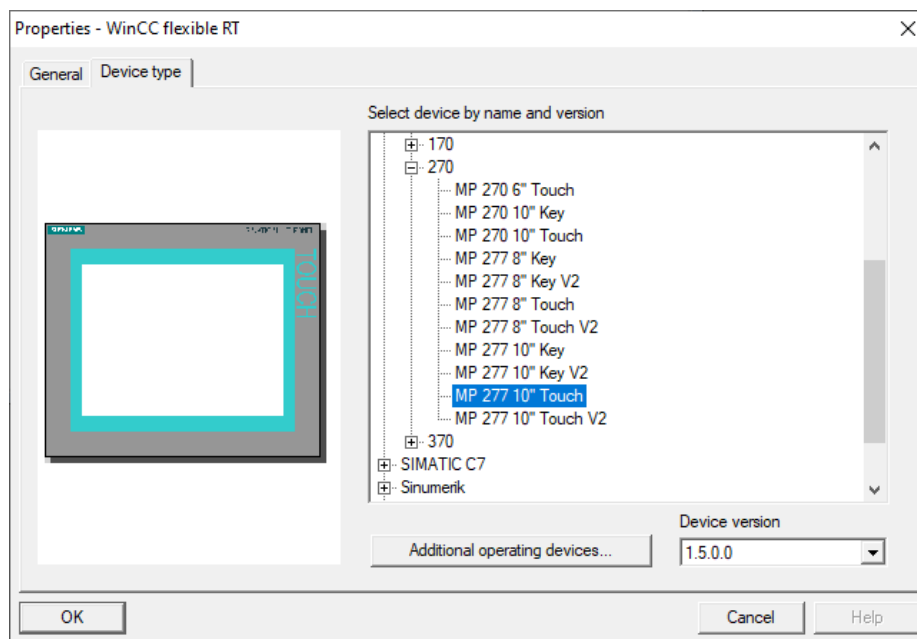 Properties - WinCC flexible RT
General
Device type
Select device by name and version
170
270
MP 270 6" Touch
MP 270 10" Key
MP 270 10" Touch
MP 277 8" Key
MP 277 8" Key V2
MP 277 8" Touch
MP 277 8" Touch V2
MP 277 10" Key
MP 277 10" Key V2
MP 277 10" Touch
MP 277 10" Touch V2
370
SIMATIC C7
Sinumerik
SIEMENS
TOUCH
Additional operating devices...
Device version
1.5.0.0
OK
Cancel
Help